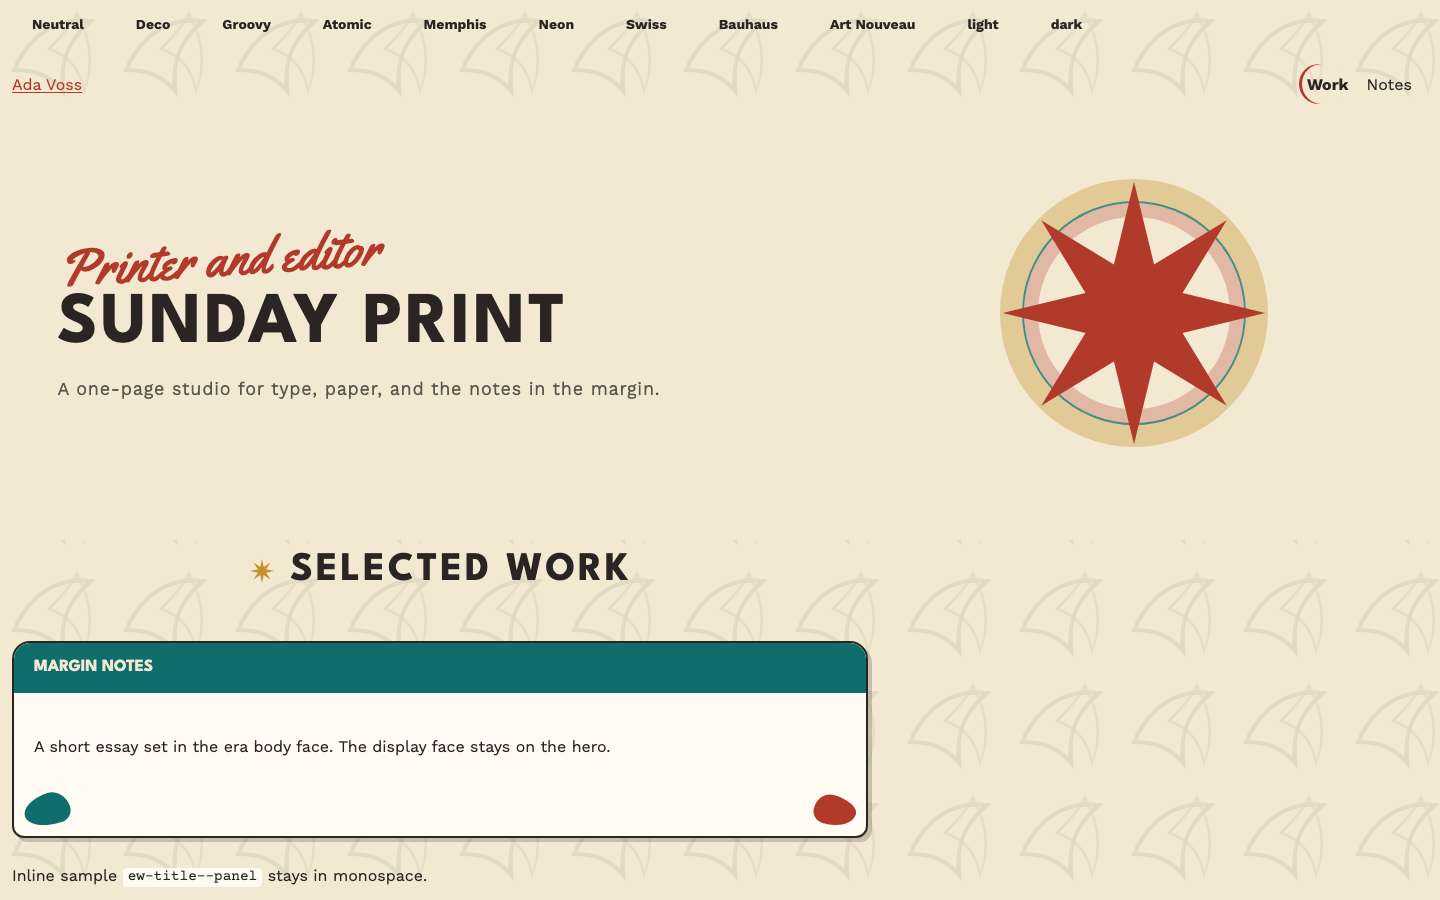 Neutral Deco Groovy Atomic Memphis Neon Swiss Bauhaus Art Nouveau light dark
Ada Voss Work Notes
Printer and editor
SUNDAY PRINT
A one-page studio for type, paper, and the notes in the margin.
SELECTED WORK
MARGIN NOTES
A short essay set in the era body face. The display face stays on the hero.
Inline sample ew-title--panel stays in monospace.